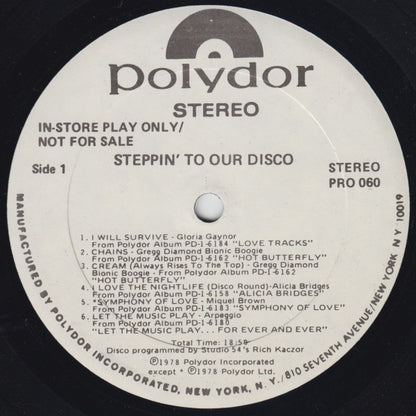 polydor
STEREO
IN-STORE PLAY ONLY/
NOT FOR SALE
STEPPIN' TO OUR DISCO
Side 1
STEREO
PRO 060
1. I WILL SURVIVE - Gloria Gaynor
From Polydor Album PD-1-6184 "LOVE TRACKS"
2. CHAINS - Gregg Diamond Bionic Boogie
From Polydor Album PD-1-6162 "HOT BUTTERFLY"
3. CREAM (Always Rises To The Top) - Gregg Diamond
Bionic Boogie - From Polydor Album PD-1-6162
"HOT BUTTERFLY"
4. I LOVE THE NIGHTLIFE (Disco Round)-Alicia Bridges
From Polydor Album PD-1-6158 "ALICIA BRIDGES"
5. *SYMPHONY OF LOVE - Miquel Brown
From Polydor Album PD-1-6183 "SYMPHONY OF LOVE"
6. LET THE MUSIC PLAY - Arpeggio
From Polydor Album PD-1-6180
"LET THE MUSIC PLAY... FOR EVER AND EVER"
Total Time: 18:50
Disco programmed by Studio 54's Rich Kaczor
℗1978 Polydor Incorporated
except * ℗1978 Polydor Ltd.
MANUFACTURED BY POLYDOR INCORPORATED, NEW YORK, N.Y./810 SEVENTH AVENUE/NEW YORK, N Y 10019